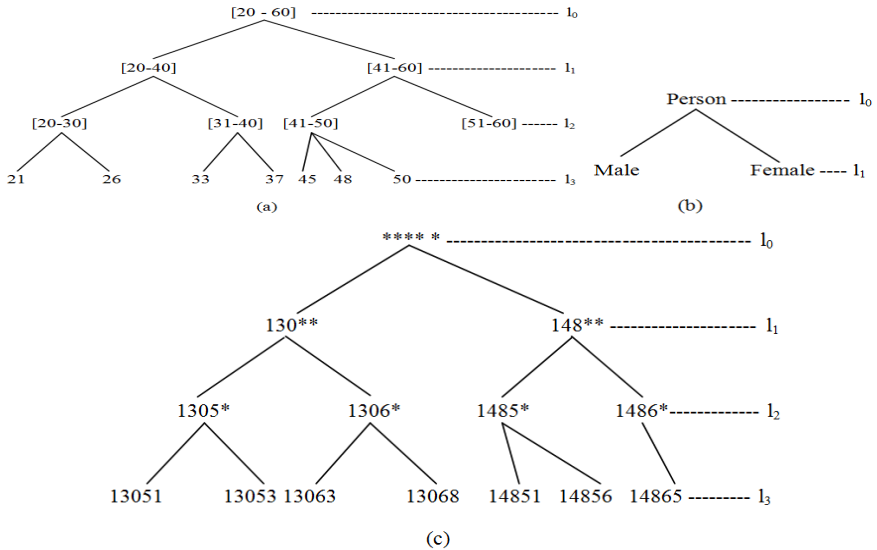 [20 - 60] l0
[20-40] [41-60] l1
[20-30] [31-40] [41-50] [51-60] l2
21 26 33 37 45 48 50 l3
(a)
Person l0
Male Female l1
(b)
**** * l0
130** 148** l1
1305* 1306* 1485* 1486* l2
13051 13053 13063 13068 14851 14856 14865 l3
(c)